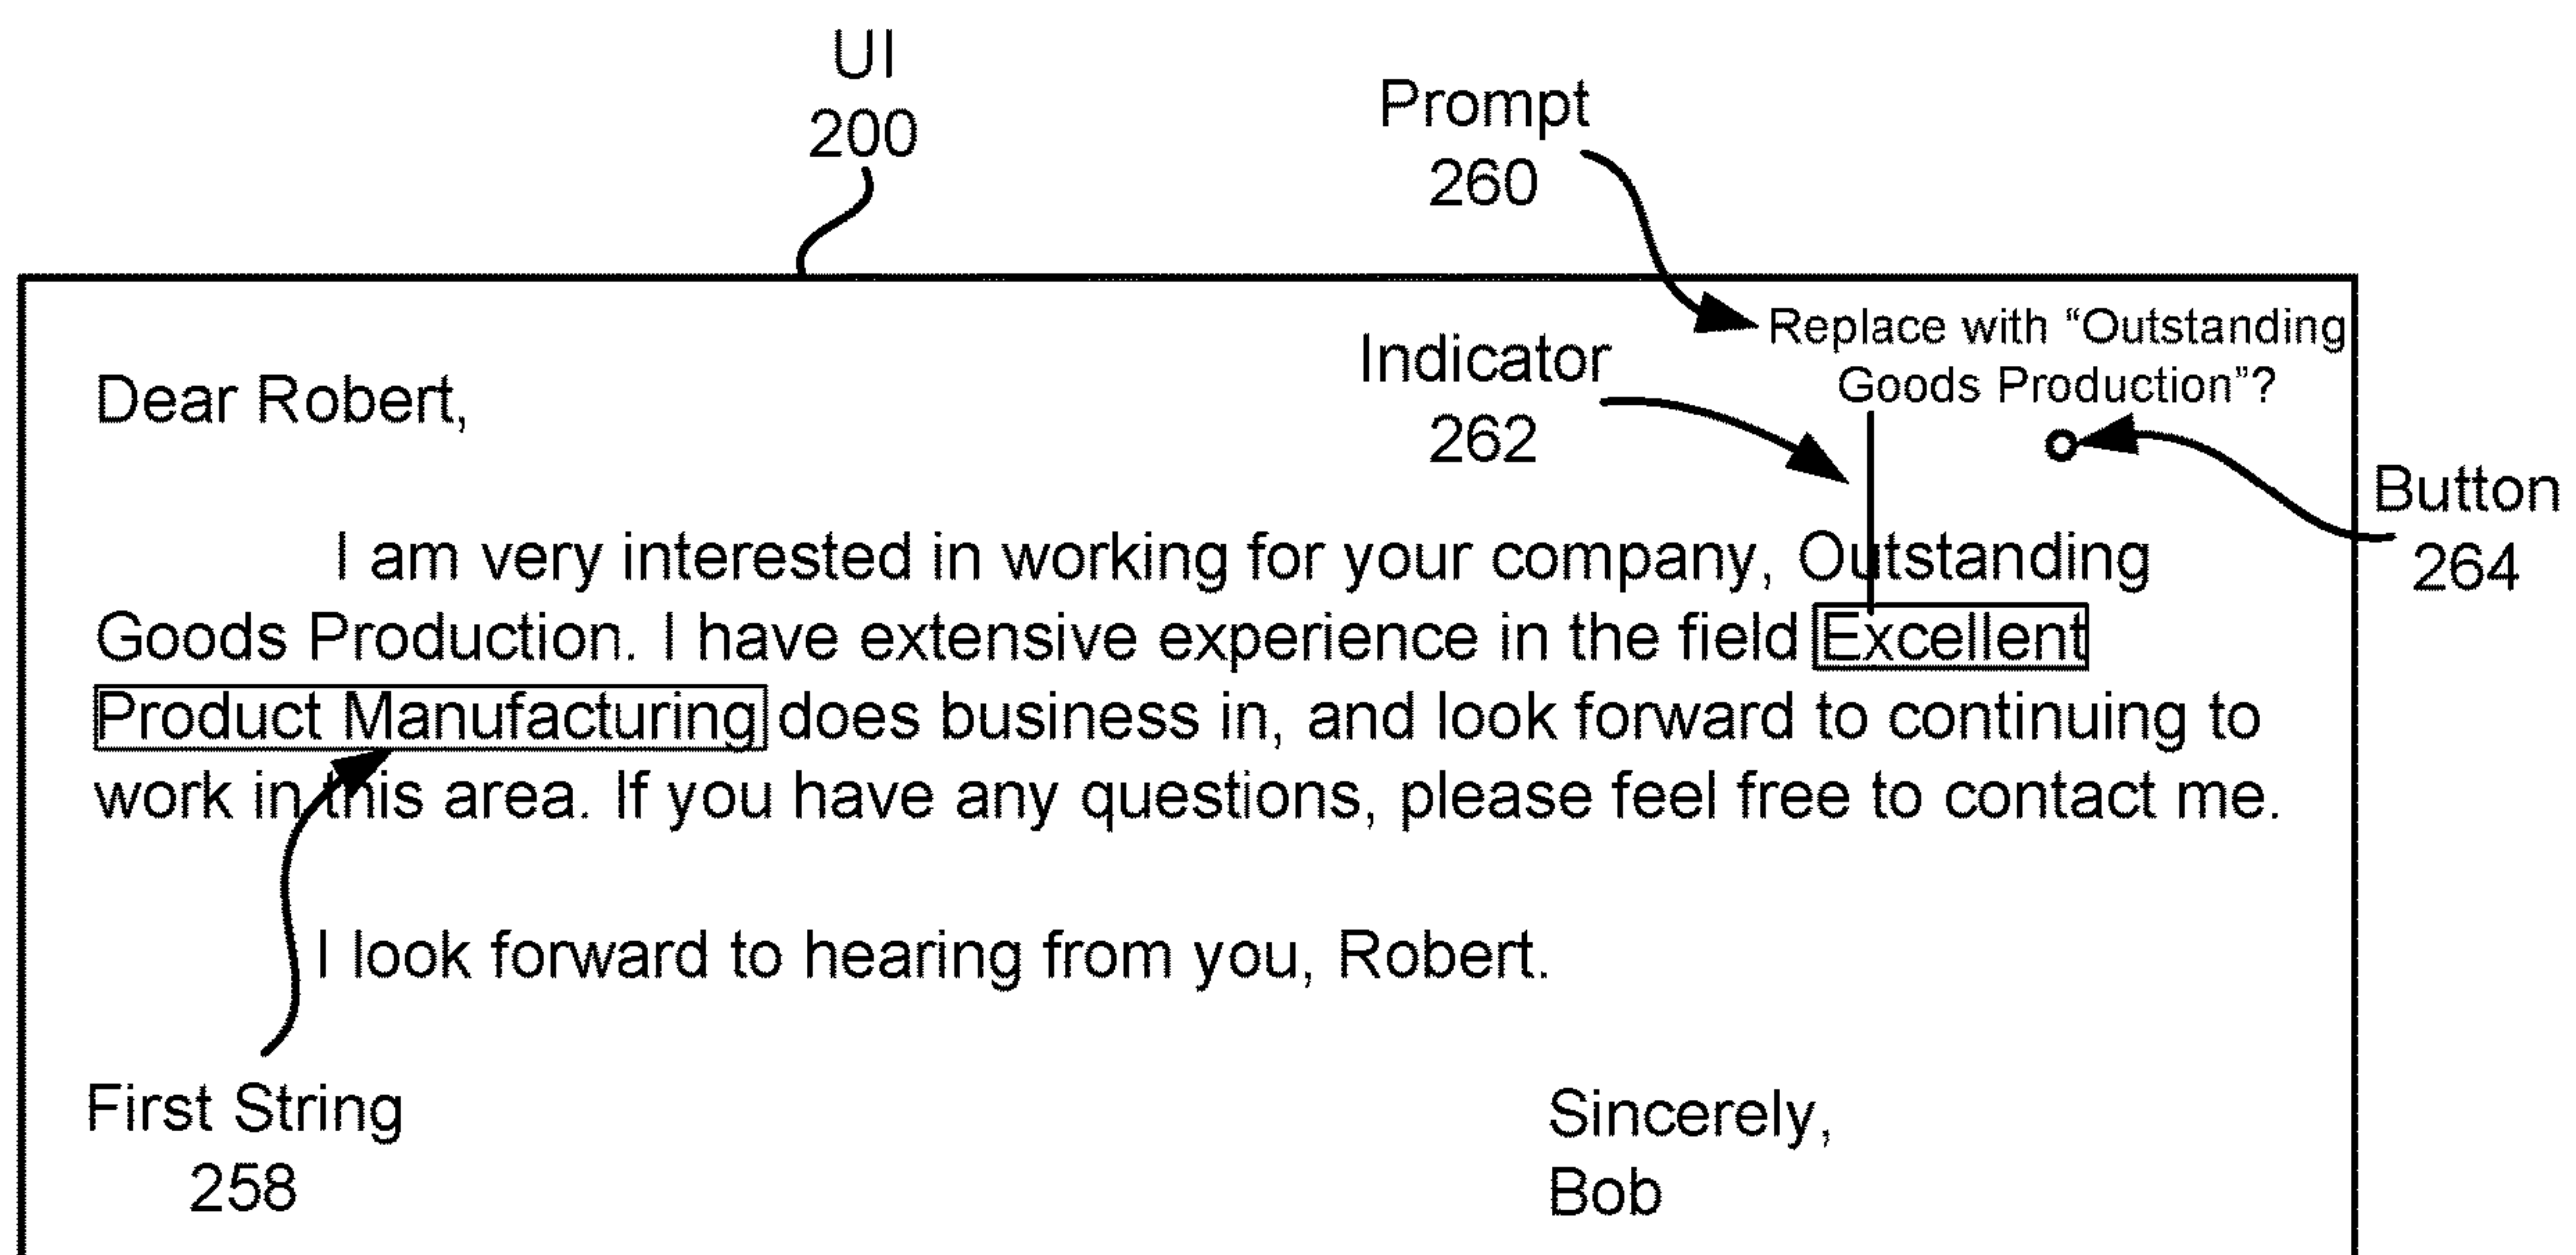 UI
200
Prompt
260
Replace with “Outstanding
Goods Production”?
Indicator
262
Button
264
Dear Robert,
I am very interested in working for your company, Outstanding
Goods Production. I have extensive experience in the field Excellent
Product Manufacturing does business in, and look forward to continuing to
work in this area. If you have any questions, please feel free to contact me.
I look forward to hearing from you, Robert.
First String
258
Sincerely,
Bob